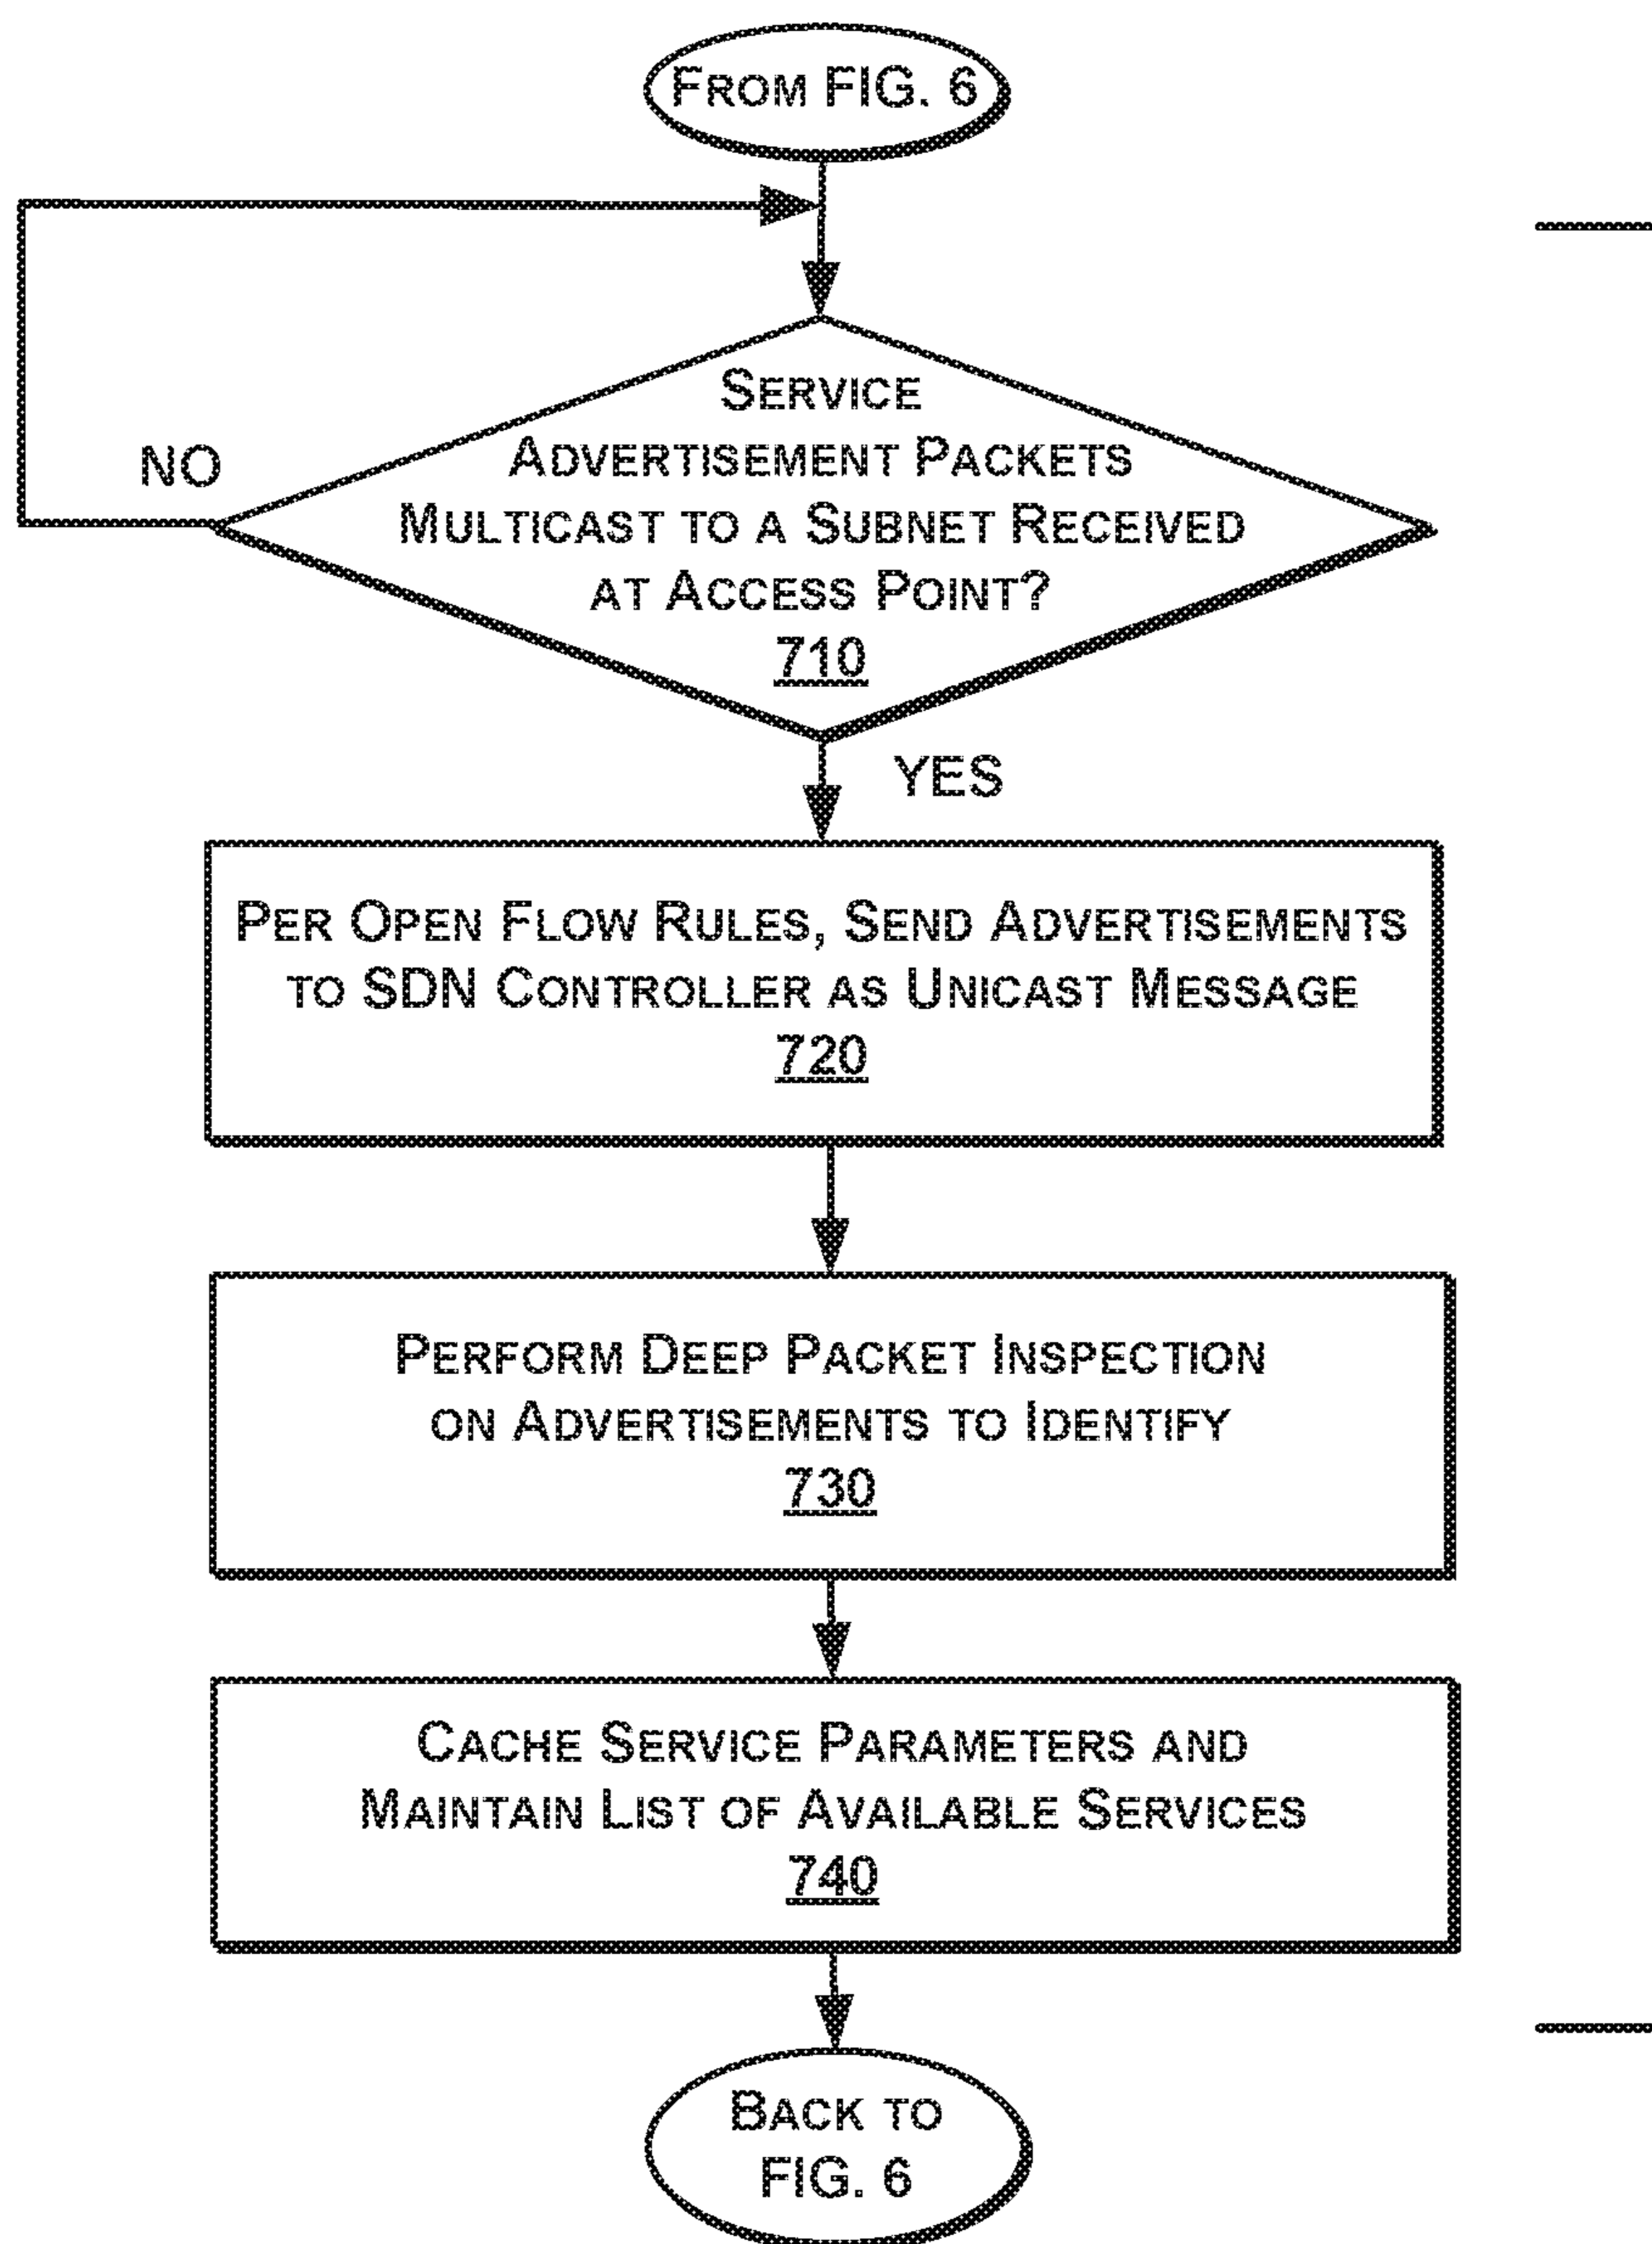 FROM FIG. 6
SERVICE
ADVERTISEMENT PACKETS
NO
MULTICAST TO A SUBNET RECEIVED
AT ACCESS POINT?
710
YES
PER OPEN FLOW RULES, SEND ADVERTISEMENTS
TO SDN CONTROLLER AS UNICAST MESSAGE
720
PERFORM DEEP PACKET INSPECTION
ON ADVERTISEMENTS TO IDENTIFY
730
CACHE SERVICE PARAMETERS AND
MAINTAIN LIST OF AVAILABLE SERVICES
740
BACK TO
FIG. 6